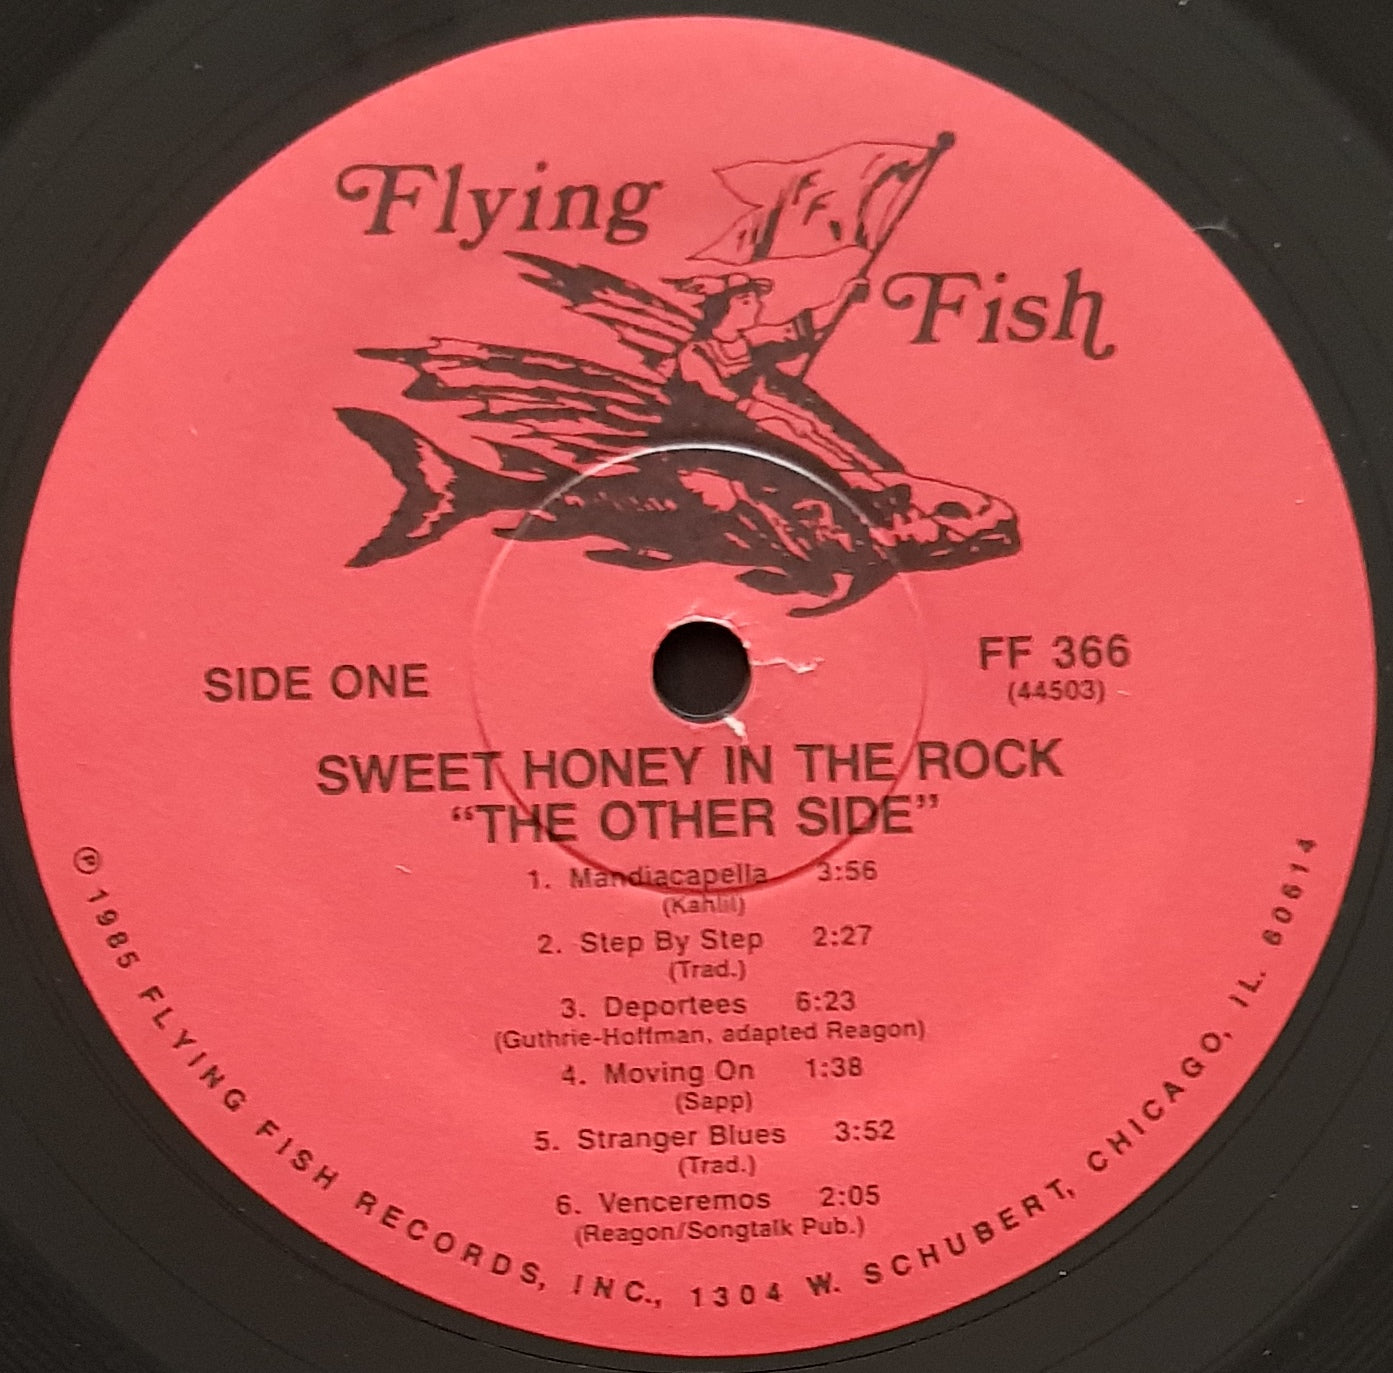 Flying
FF
Fish
SIDE ONE
FF 366
(44503)
SWEET HONEY IN THE ROCK
“THE OTHER SIDE”
1. Mandiacapella 3:56
(Kahlil)
2. Step By Step 2:27
(Trad.)
3. Deportees 6:23
(Guthrie-Hoffman, adapted Reagon)
4. Moving On 1:38
(Sapp)
5. Stranger Blues 3:52
(Trad.)
6. Venceremos 2:05
(Reagon/Songtalk Pub.)
℗ 1985 FLYING FISH RECORDS, INC., 1304 W. SCHUBERT, CHICAGO, IL. 60614